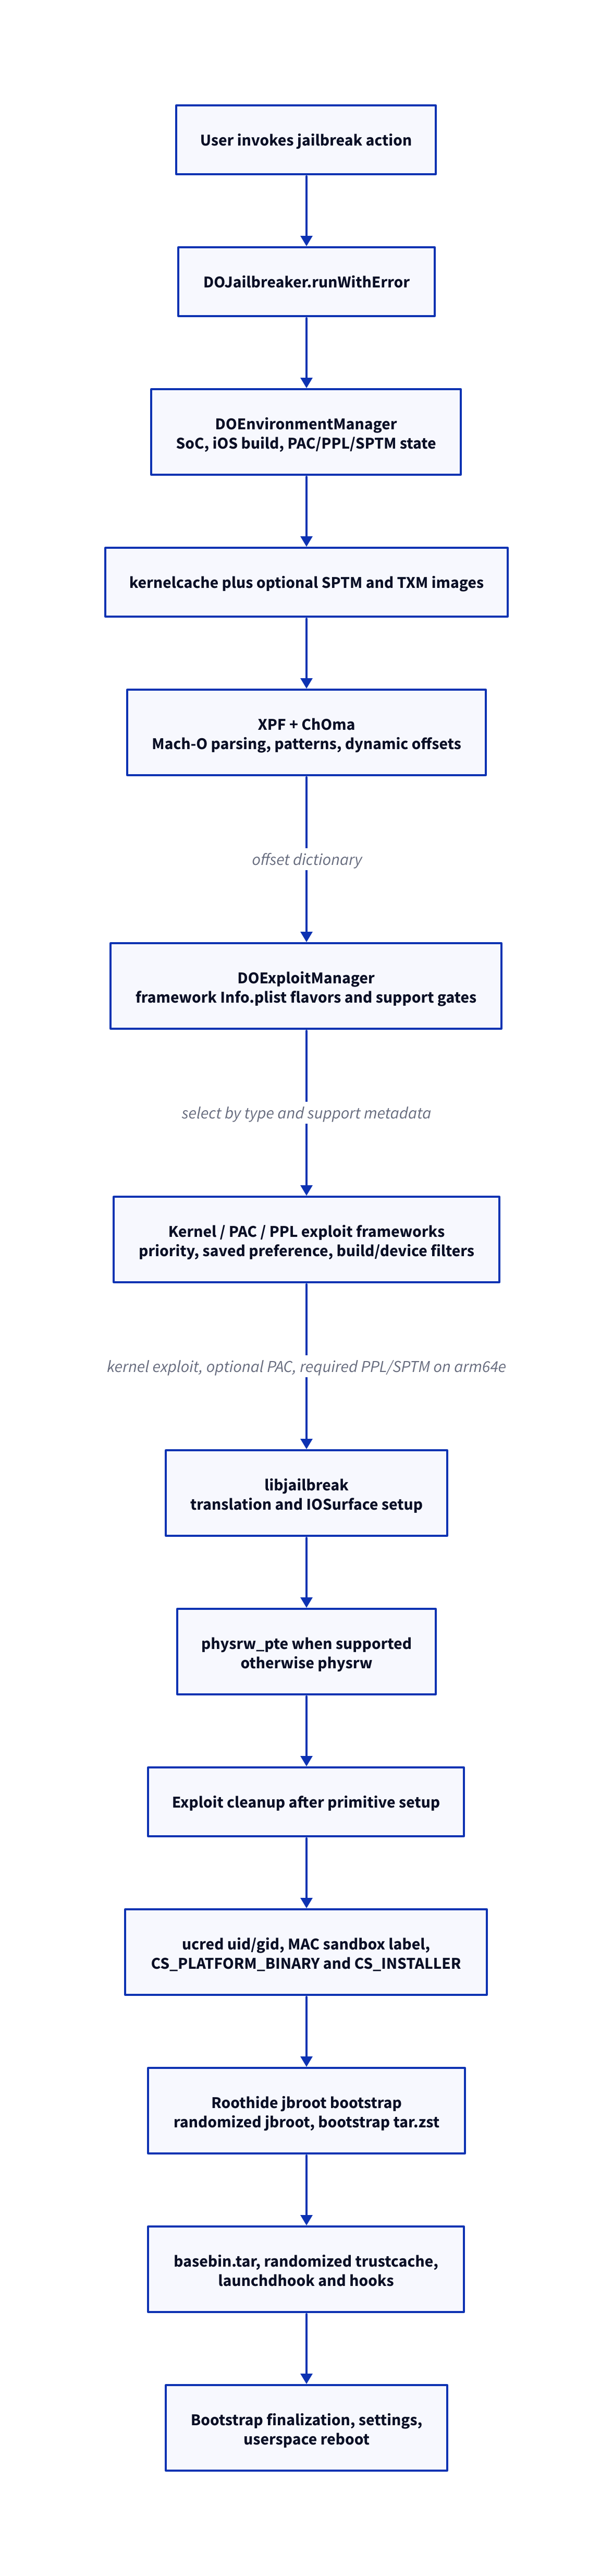 User invokes jailbreak action
DOJailbreaker.runWithError
DOEnvironmentManager
SoC, iOS build, PAC/PPL/SPTM state
kernelcache plus optional SPTM and TXM images
XPF + ChOma
Mach-O parsing, patterns, dynamic offsets
offset dictionary
DOExploitManager
framework Info.plist flavors and support gates
select by type and support metadata
Kernel / PAC / PPL exploit frameworks
priority, saved preference, build/device filters
kernel exploit, optional PAC, required PPL/SPTM on arm64e
libjailbreak
translation and IOSurface setup
physrw_pte when supported
otherwise physrw
Exploit cleanup after primitive setup
ucred uid/gid, MAC sandbox label,
CS_PLATFORM_BINARY and CS_INSTALLER
Roothide jbroot bootstrap
randomized jbroot, bootstrap tar.zst
basebin.tar, randomized trustcache,
launchdhook and hooks
Bootstrap finalization, settings,
userspace reboot